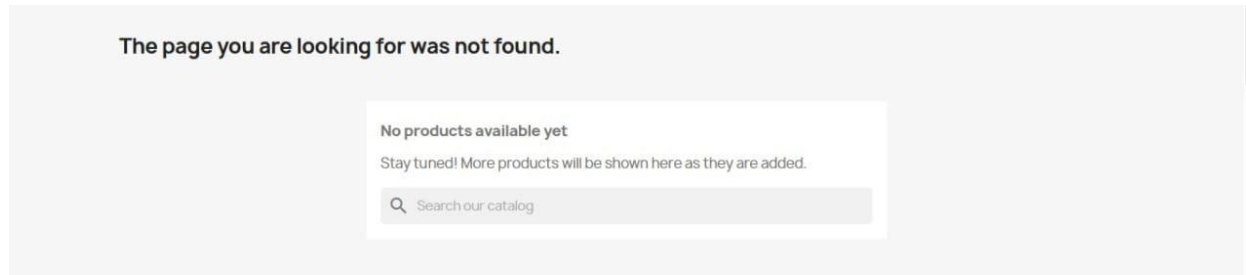 The page you are looking for was not found.
No products available yet
Stay tuned! More products will be shown here as they are added.
Search our catalog